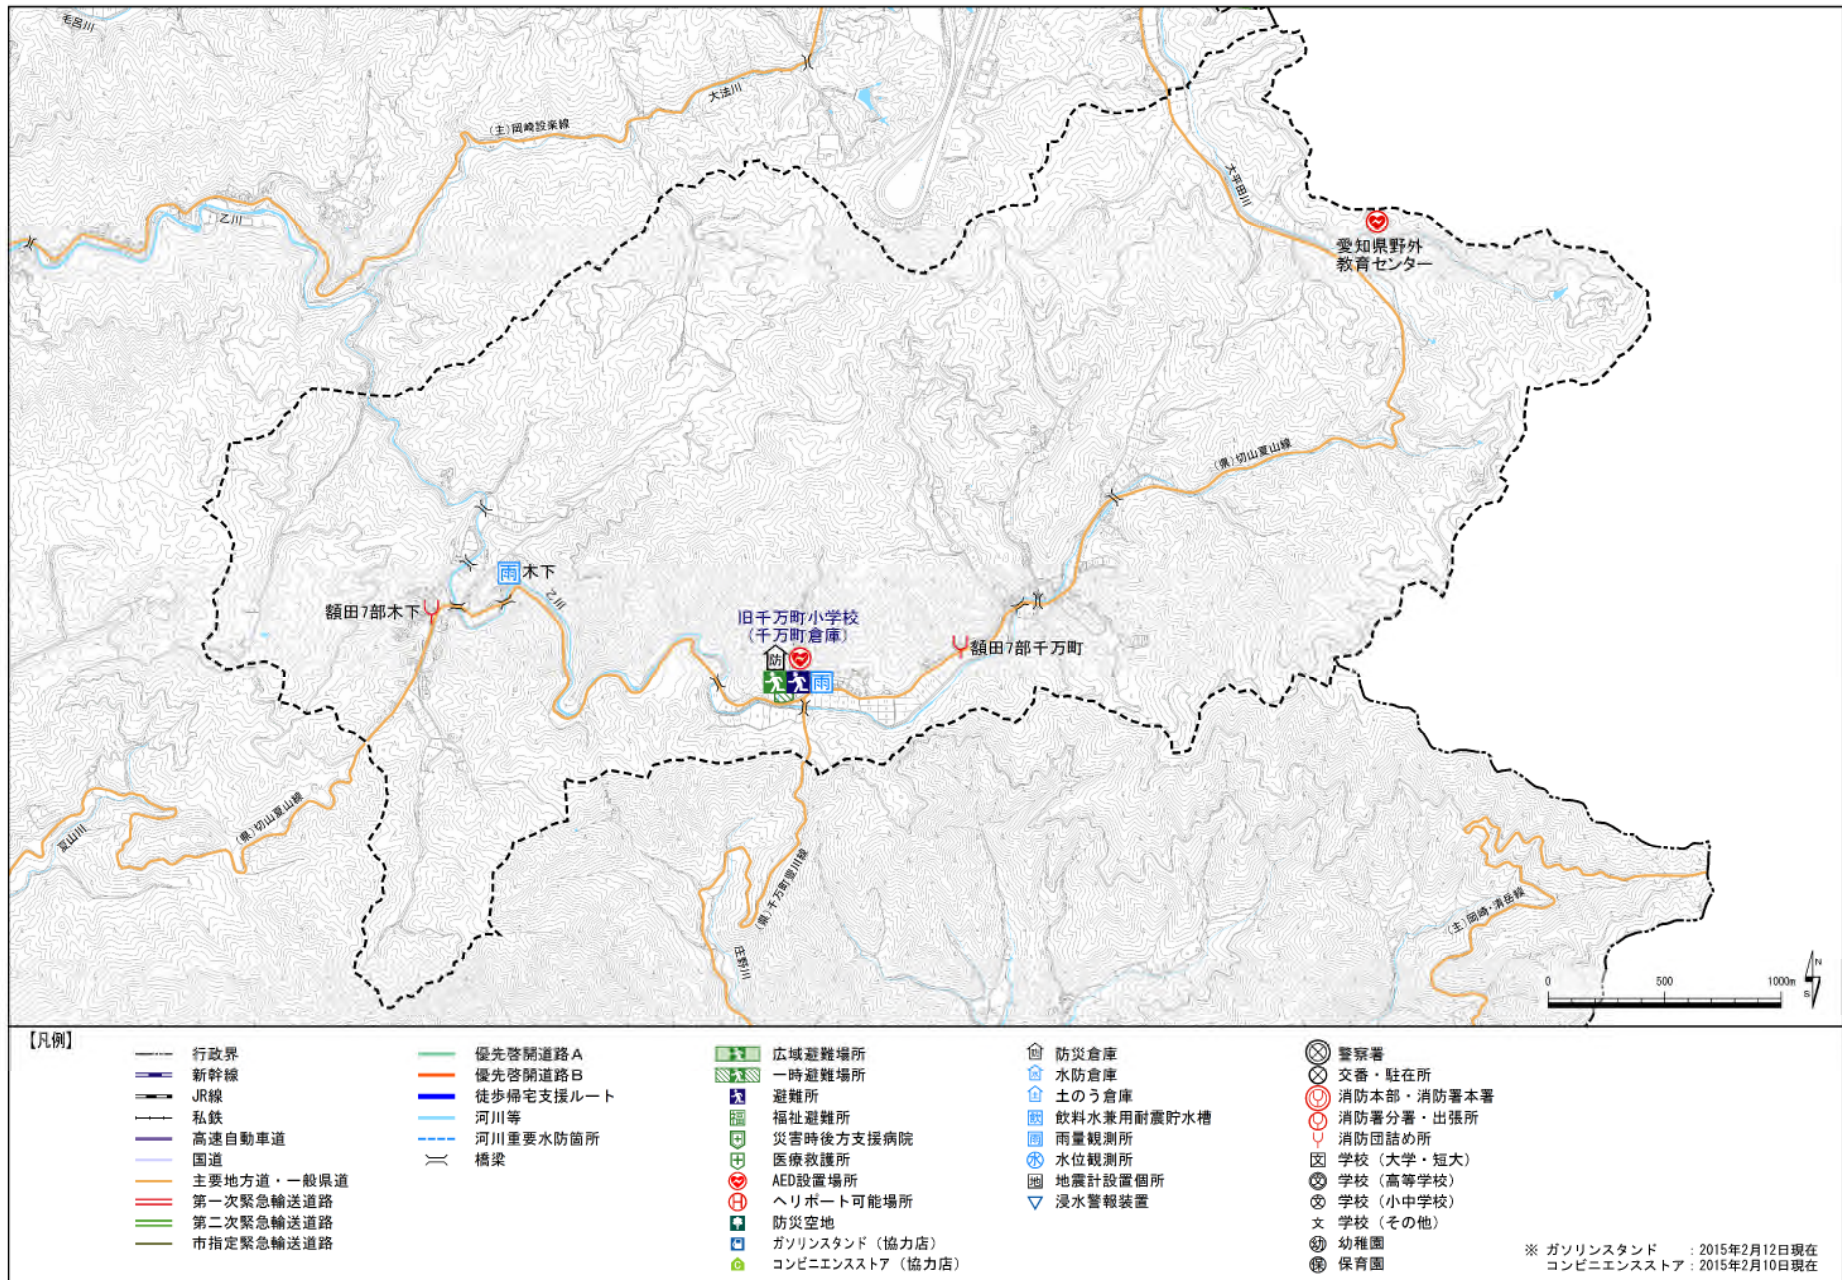 毛呂川
大法川
(主)岡崎設楽線
乙川
大平田川
愛知県野外
教育センター
(県)切山夏山線
木下
乙川
額田7部木下
旧千万町小学校
(千万町倉庫)
防
雨
雨
額田7部千万町
(県)切山夏山線
夏山川
(県)千万町豊川線
庄野川
(主)岡崎・清岳線
0 500 1000m
N
S
【凡例】
行政界
新幹線
JR線
私鉄
高速自動車道
国道
主要地方道・一般県道
第一次緊急輸送道路
第二次緊急輸送道路
市指定緊急輸送道路
優先啓開道路A
優先啓開道路B
徒歩帰宅支援ルート
河川等
河川重要水防箇所
橋梁
広域避難場所
一時避難場所
避難所
福祉避難所
災害時後方支援病院
医療救護所
AED設置場所
ヘリポート可能場所
防災空地
ガソリンスタンド（協力店）
コンビニエンスストア（協力店）
防災倉庫
水防倉庫
土のう倉庫
飲料水兼用耐震貯水槽
雨量観測所
水位観測所
地震計設置個所
浸水警報装置
警察署
交番・駐在所
消防本部・消防署本署
消防署分署・出張所
消防団詰め所
学校（大学・短大）
学校（高等学校）
学校（小中学校）
学校（その他）
幼稚園
保育園
※ ガソリンスタンド ：2015年2月12日現在
コンビニエンスストア：2015年2月10日現在